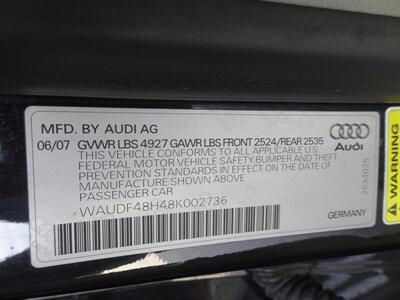 MFD. BY AUDI AG
Audi
06/07 GVWR LBS 4927 GAWR LBS FRONT 2524/REAR 2535
THIS VEHICLE CONFORMS TO ALL APPLICABLE U.S.
FEDERAL MOTOR VEHICLE SAFETY, BUMPER AND THEFT
PREVENTION STANDARDS IN EFFECT ON THE DATE OF
MANUFACTURE SHOWN ABOVE.
PASSENGER CAR
WAUDF48H48K002736
GERMANY
WARNING